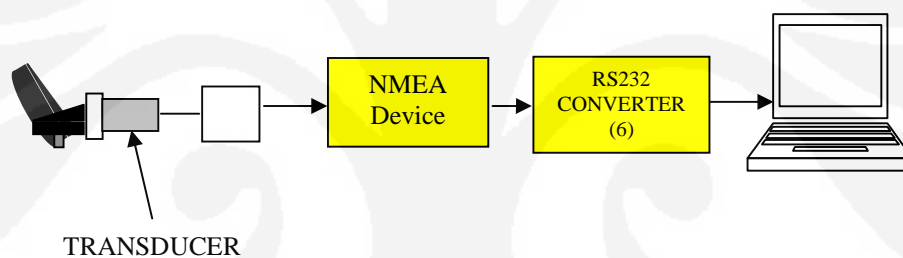 NMEA
Device
RS232
CONVERTER
(6)
TRANSDUCER